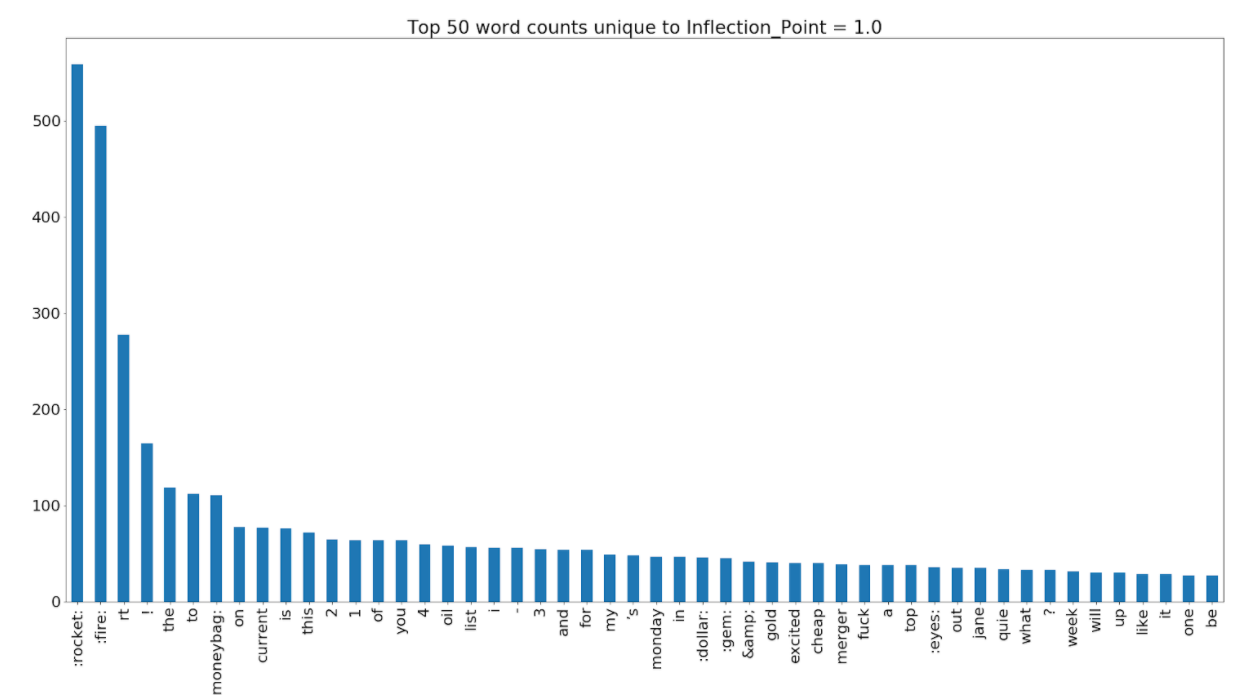 Top 50 word counts unique to Inflection_Point = 1.0
500
400
300
200
100
0
:rocket:
:fire:
rt
!
the
to
moneybag:
on
current
is
this
2
1
of
you
4
oil
list
i
-
3
and
for
my
’s
monday
in
:dollar:
:gem:
&amp;
gold
excited
cheap
merger
fuck
a
top
:eyes:
out
jane
quie
what
?
week
will
up
like
it
one
be